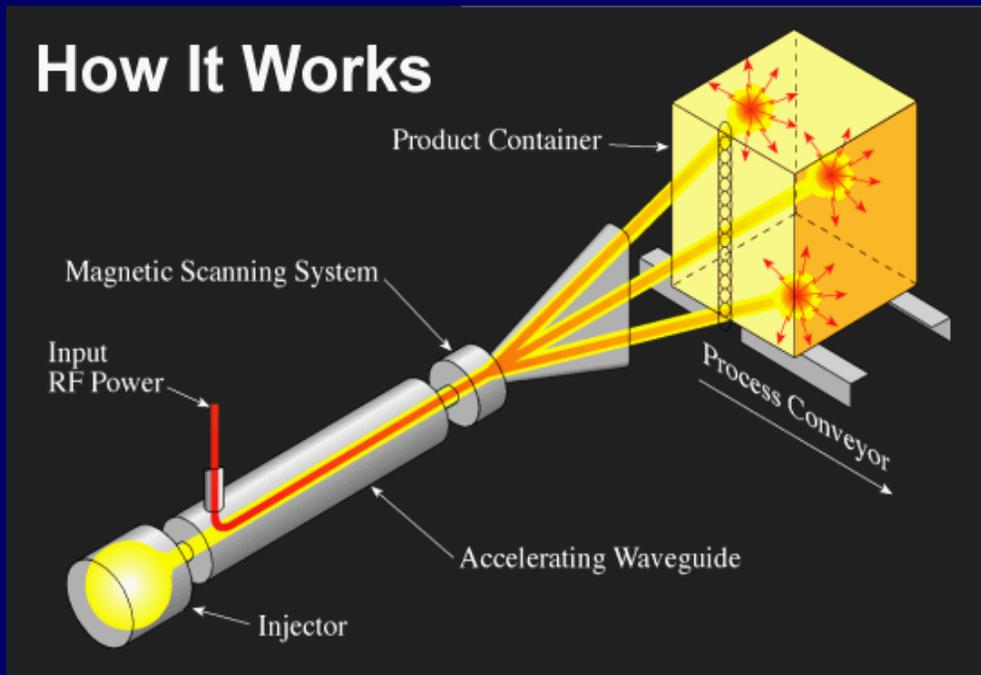 How It Works
Product Container
Magnetic Scanning System
Input
RF Power
Process Conveyor
Accelerating Waveguide
Injector